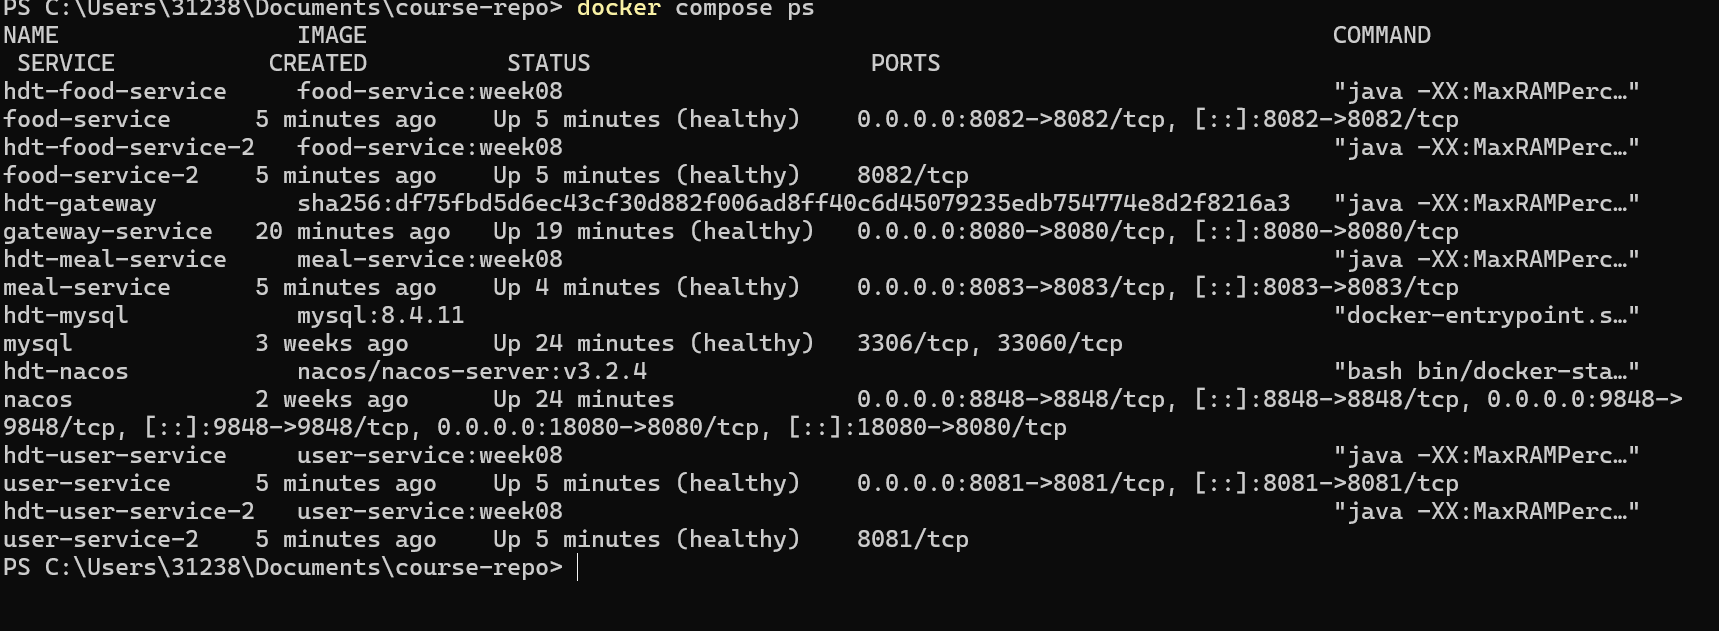 PS C:\Users\31238\Documents\course-repo> docker compose ps
NAME                 IMAGE                                                                     COMMAND
 SERVICE           CREATED          STATUS                    PORTS
hdt-food-service     food-service:week08                                                       "java -XX:MaxRAMPerc…"
food-service      5 minutes ago    Up 5 minutes (healthy)    0.0.0.0:8082->8082/tcp, [::]:8082->8082/tcp
hdt-food-service-2   food-service:week08                                                       "java -XX:MaxRAMPerc…"
food-service-2    5 minutes ago    Up 5 minutes (healthy)    8082/tcp
hdt-gateway          sha256:df75fbd5d6ec43cf30d882f006ad8ff40c6d45079235edb754774e8d2f8216a3   "java -XX:MaxRAMPerc…"
gateway-service   20 minutes ago   Up 19 minutes (healthy)   0.0.0.0:8080->8080/tcp, [::]:8080->8080/tcp
hdt-meal-service     meal-service:week08                                                       "java -XX:MaxRAMPerc…"
meal-service      5 minutes ago    Up 4 minutes (healthy)    0.0.0.0:8083->8083/tcp, [::]:8083->8083/tcp
hdt-mysql            mysql:8.4.11                                                              "docker-entrypoint.s…"
mysql             3 weeks ago      Up 24 minutes (healthy)   3306/tcp, 33060/tcp
hdt-nacos            nacos/nacos-server:v3.2.4                                                 "bash bin/docker-sta…"
nacos             2 weeks ago      Up 24 minutes             0.0.0.0:8848->8848/tcp, [::]:8848->8848/tcp, 0.0.0.0:9848->
9848/tcp, [::]:9848->9848/tcp, 0.0.0.0:18080->8080/tcp, [::]:18080->8080/tcp
hdt-user-service     user-service:week08                                                       "java -XX:MaxRAMPerc…"
user-service      5 minutes ago    Up 5 minutes (healthy)    0.0.0.0:8081->8081/tcp, [::]:8081->8081/tcp
hdt-user-service-2   user-service:week08                                                       "java -XX:MaxRAMPerc…"
user-service-2    5 minutes ago    Up 5 minutes (healthy)    8081/tcp
PS C:\Users\31238\Documents\course-repo>